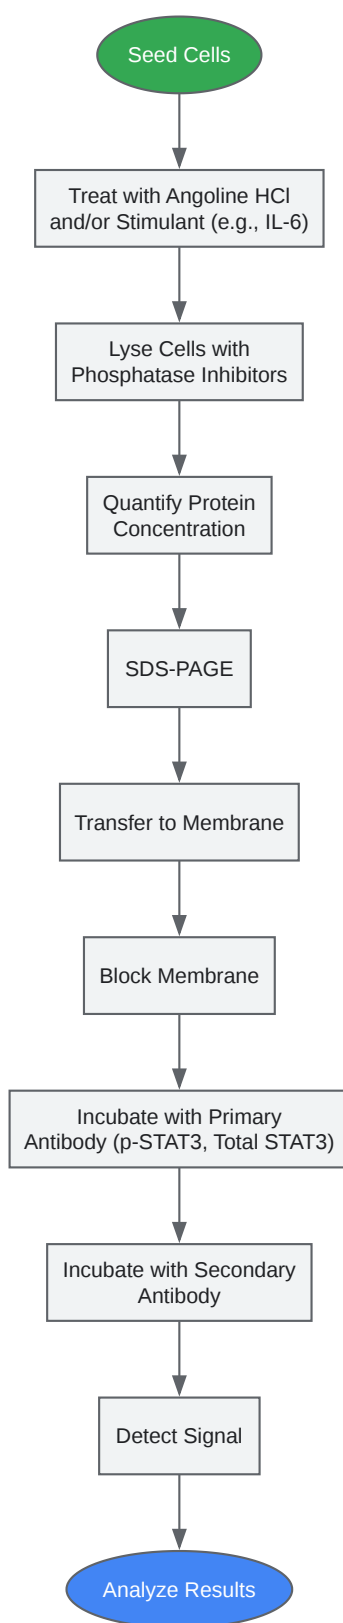 Seed Cells
Treat with Angoline HCl
and/or Stimulant (e.g., IL-6)
Lyse Cells with
Phosphatase Inhibitors
Quantify Protein
Concentration
SDS-PAGE
Transfer to Membrane
Block Membrane
Incubate with Primary
Antibody (p-STAT3, Total STAT3)
Incubate with Secondary
Antibody
Detect Signal
Analyze Results